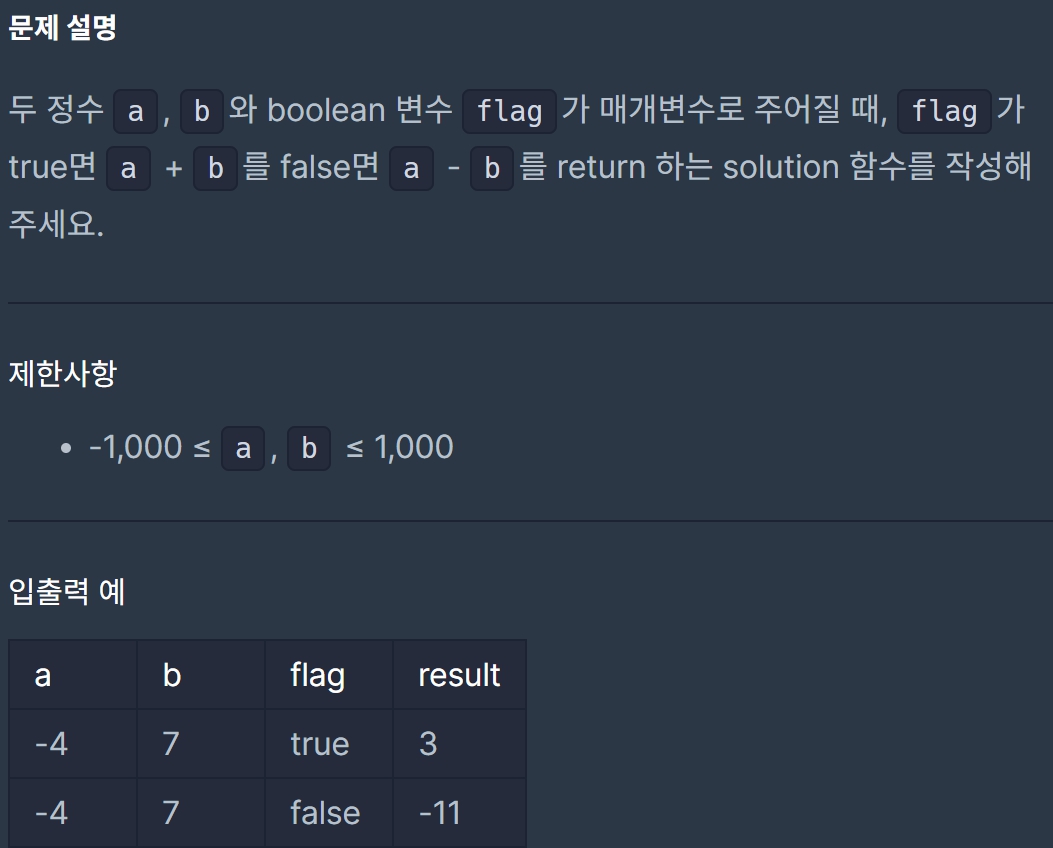 문제 설명
두 정수 a, b와 boolean 변수 flag가 매개변수로 주어질 때, flag가
true면 a + b를 false면 a - b를 return 하는 solution 함수를 작성해
주세요.
제한사항
• -1,000 ≤ a, b ≤ 1,000
입출력 예
a b flag result
-4 7 true 3
-4 7 false -11